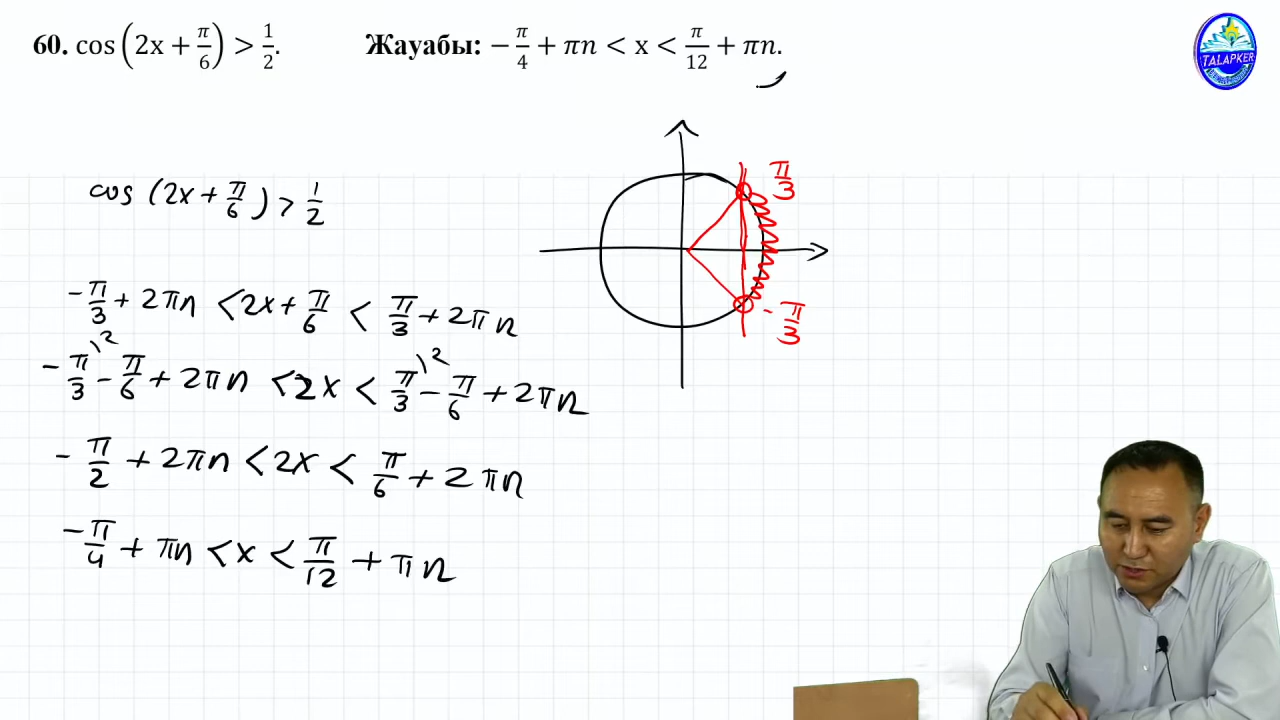 60. cos(2x + π/6) > 1/2. Жауабы: −π/4 + πn < x < π/12 + πn.
TALAPKER
cos (2x + π/6) > 1/2
π/3
-π/3 + 2πn < 2x + π/6 < π/3 + 2πn
-π/3
-π/3\² - π/6 + 2πn < 2x < π/3\² - π/6 + 2πn
-π/2 + 2πn < 2x < π/6 + 2πn
-π/4 + πn < x < π/12 + πn